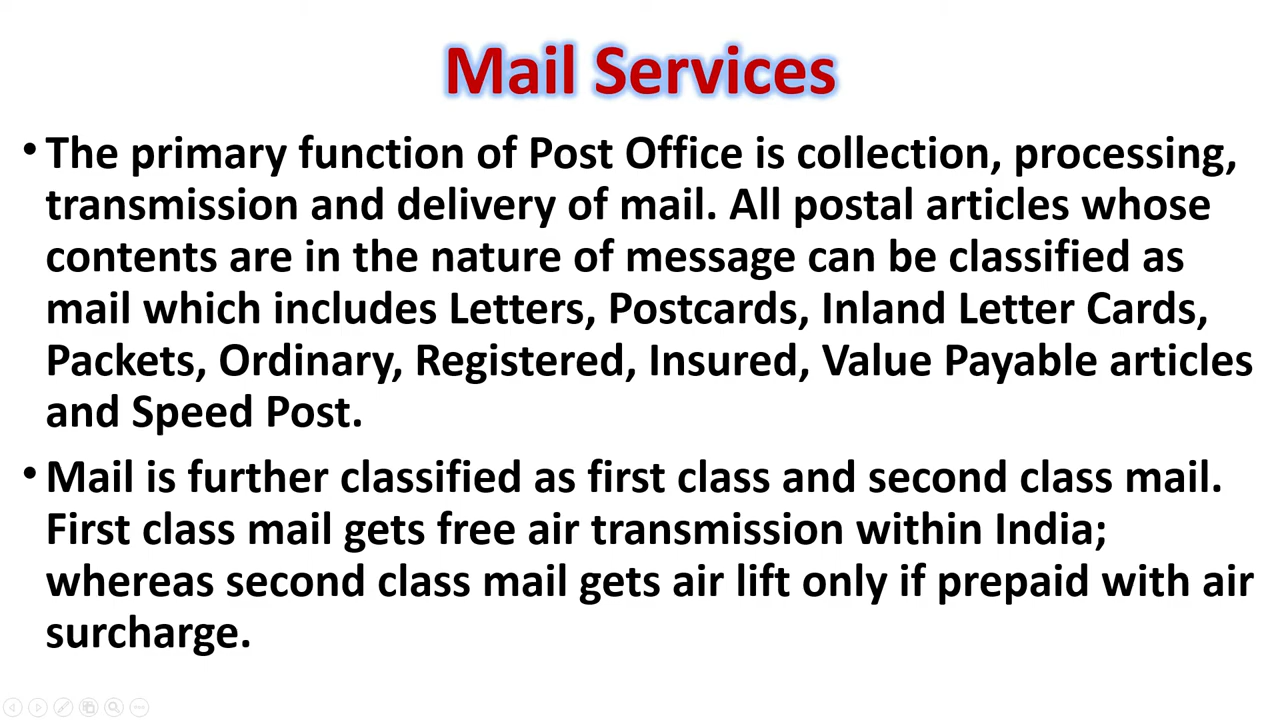 Mail Services
• The primary function of Post Office is collection, processing,
transmission and delivery of mail. All postal articles whose
contents are in the nature of message can be classified as
mail which includes Letters, Postcards, Inland Letter Cards,
Packets, Ordinary, Registered, Insured, Value Payable articles
and Speed Post.
• Mail is further classified as first class and second class mail.
First class mail gets free air transmission within India;
whereas second class mail gets air lift only if prepaid with air
surcharge.